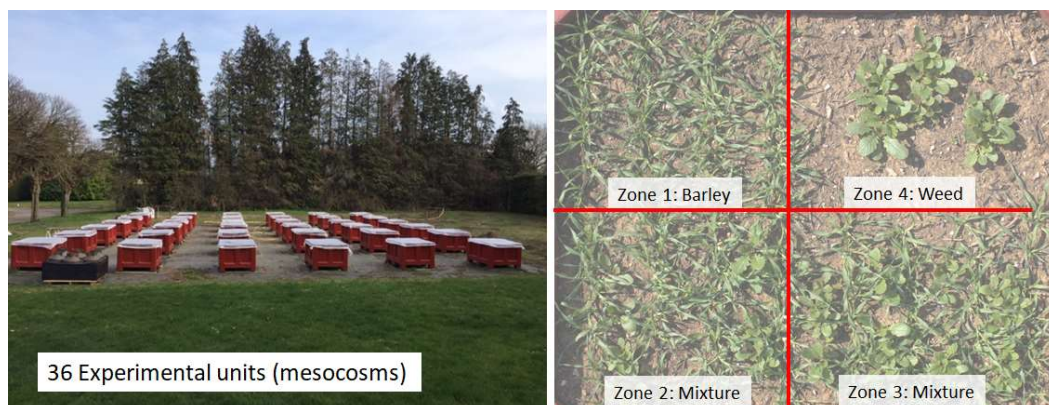 36 Experimental units (mesocosms)
Zone 1: Barley
Zone 4: Weed
Zone 2: Mixture
Zone 3: Mixture